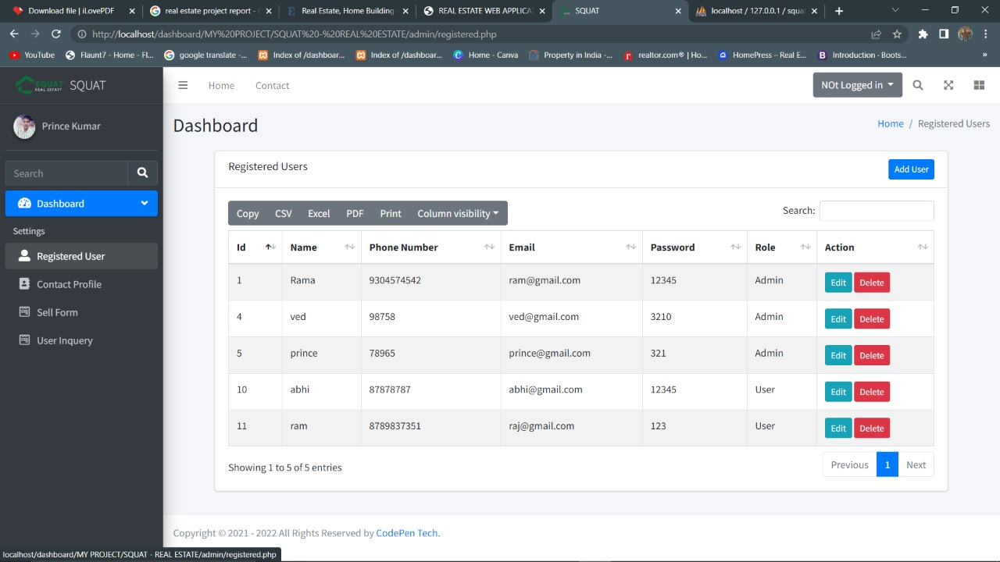 Download file | iLovePDF
real estate project report - G
Real Estate, Home Building
REAL ESTATE WEB APPLICAT
SQUAT
localhost / 127.0.0.1 / squat
http://localhost/dashboard/MY%20PROJECT/SQUAT%20-%20REAL%20ESTATE/admin/registered.php
YouTube
Flaunt7 - Home - Fl...
google translate -...
Index of /dashboar...
Index of /dashboar...
Home - Canva
Property in India -...
realtor.com® | Ho...
HomePress – Real E...
Introduction · Boots...
»
SQUAT
REAL ESTATE
SQUAT
Home
Contact
NOt Logged in
Prince Kumar
Dashboard
Home / Registered Users
Search
Dashboard
Settings
Registered User
Contact Profile
Sell Form
User Inquery
Registered Users
Add User
Copy CSV Excel PDF Print Column visibility
Search:
Id Name Phone Number Email Password Role Action
1 Rama 9304574542 ram@gmail.com 12345 Admin Edit Delete
4 ved 98758 ved@gmail.com 3210 Admin Edit Delete
5 prince 78965 prince@gmail.com 321 Admin Edit Delete
10 abhi 87878787 abhi@gmail.com 12345 User Edit Delete
11 ram 8789837351 raj@gmail.com 123 User Edit Delete
Showing 1 to 5 of 5 entries
Previous 1 Next
Copyright © 2021 - 2022 All Rights Reserved by CodePen Tech.
localhost/dashboard/MY PROJECT/SQUAT - REAL ESTATE/admin/registered.php